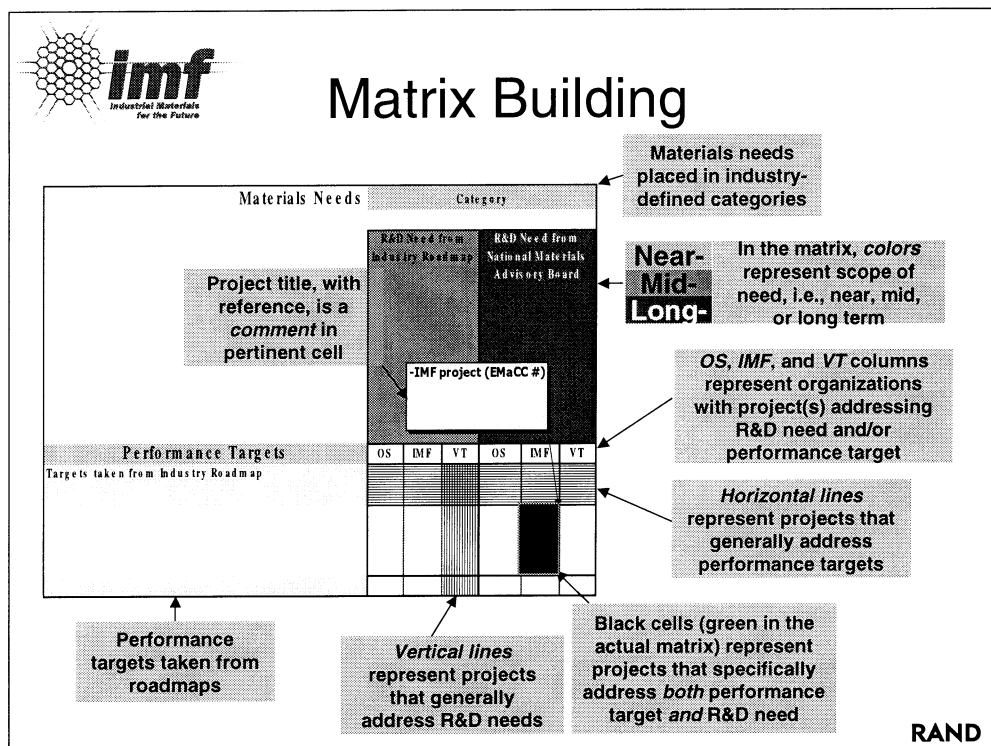 imf
Industrial Materials
for the Future
Matrix Building
Materials needs
placed in industry-
defined categories
Materials Needs
Category
R&D Need from
Industry Roadmap
R&D Need from
National Materials
Advisory Board
Near-
Mid-
Long-
In the matrix, colors
represent scope of
need, i.e., near, mid,
or long term
Project title, with
reference, is a
comment in
pertinent cell
-IMF project (EMaCC #)
OS, IMF, and VT columns
represent organizations
with project(s) addressing
R&D need and/or
performance target
Performance Targets
OS IMF VT OS IMF VT
Targets taken from Industry Roadmap
Horizontal lines
represent projects that
generally address
performance targets
Performance
targets taken from
roadmaps
Vertical lines
represent projects
that generally
address R&D needs
Black cells (green in the
actual matrix) represent
projects that specifically
address both performance
target and R&D need
RAND